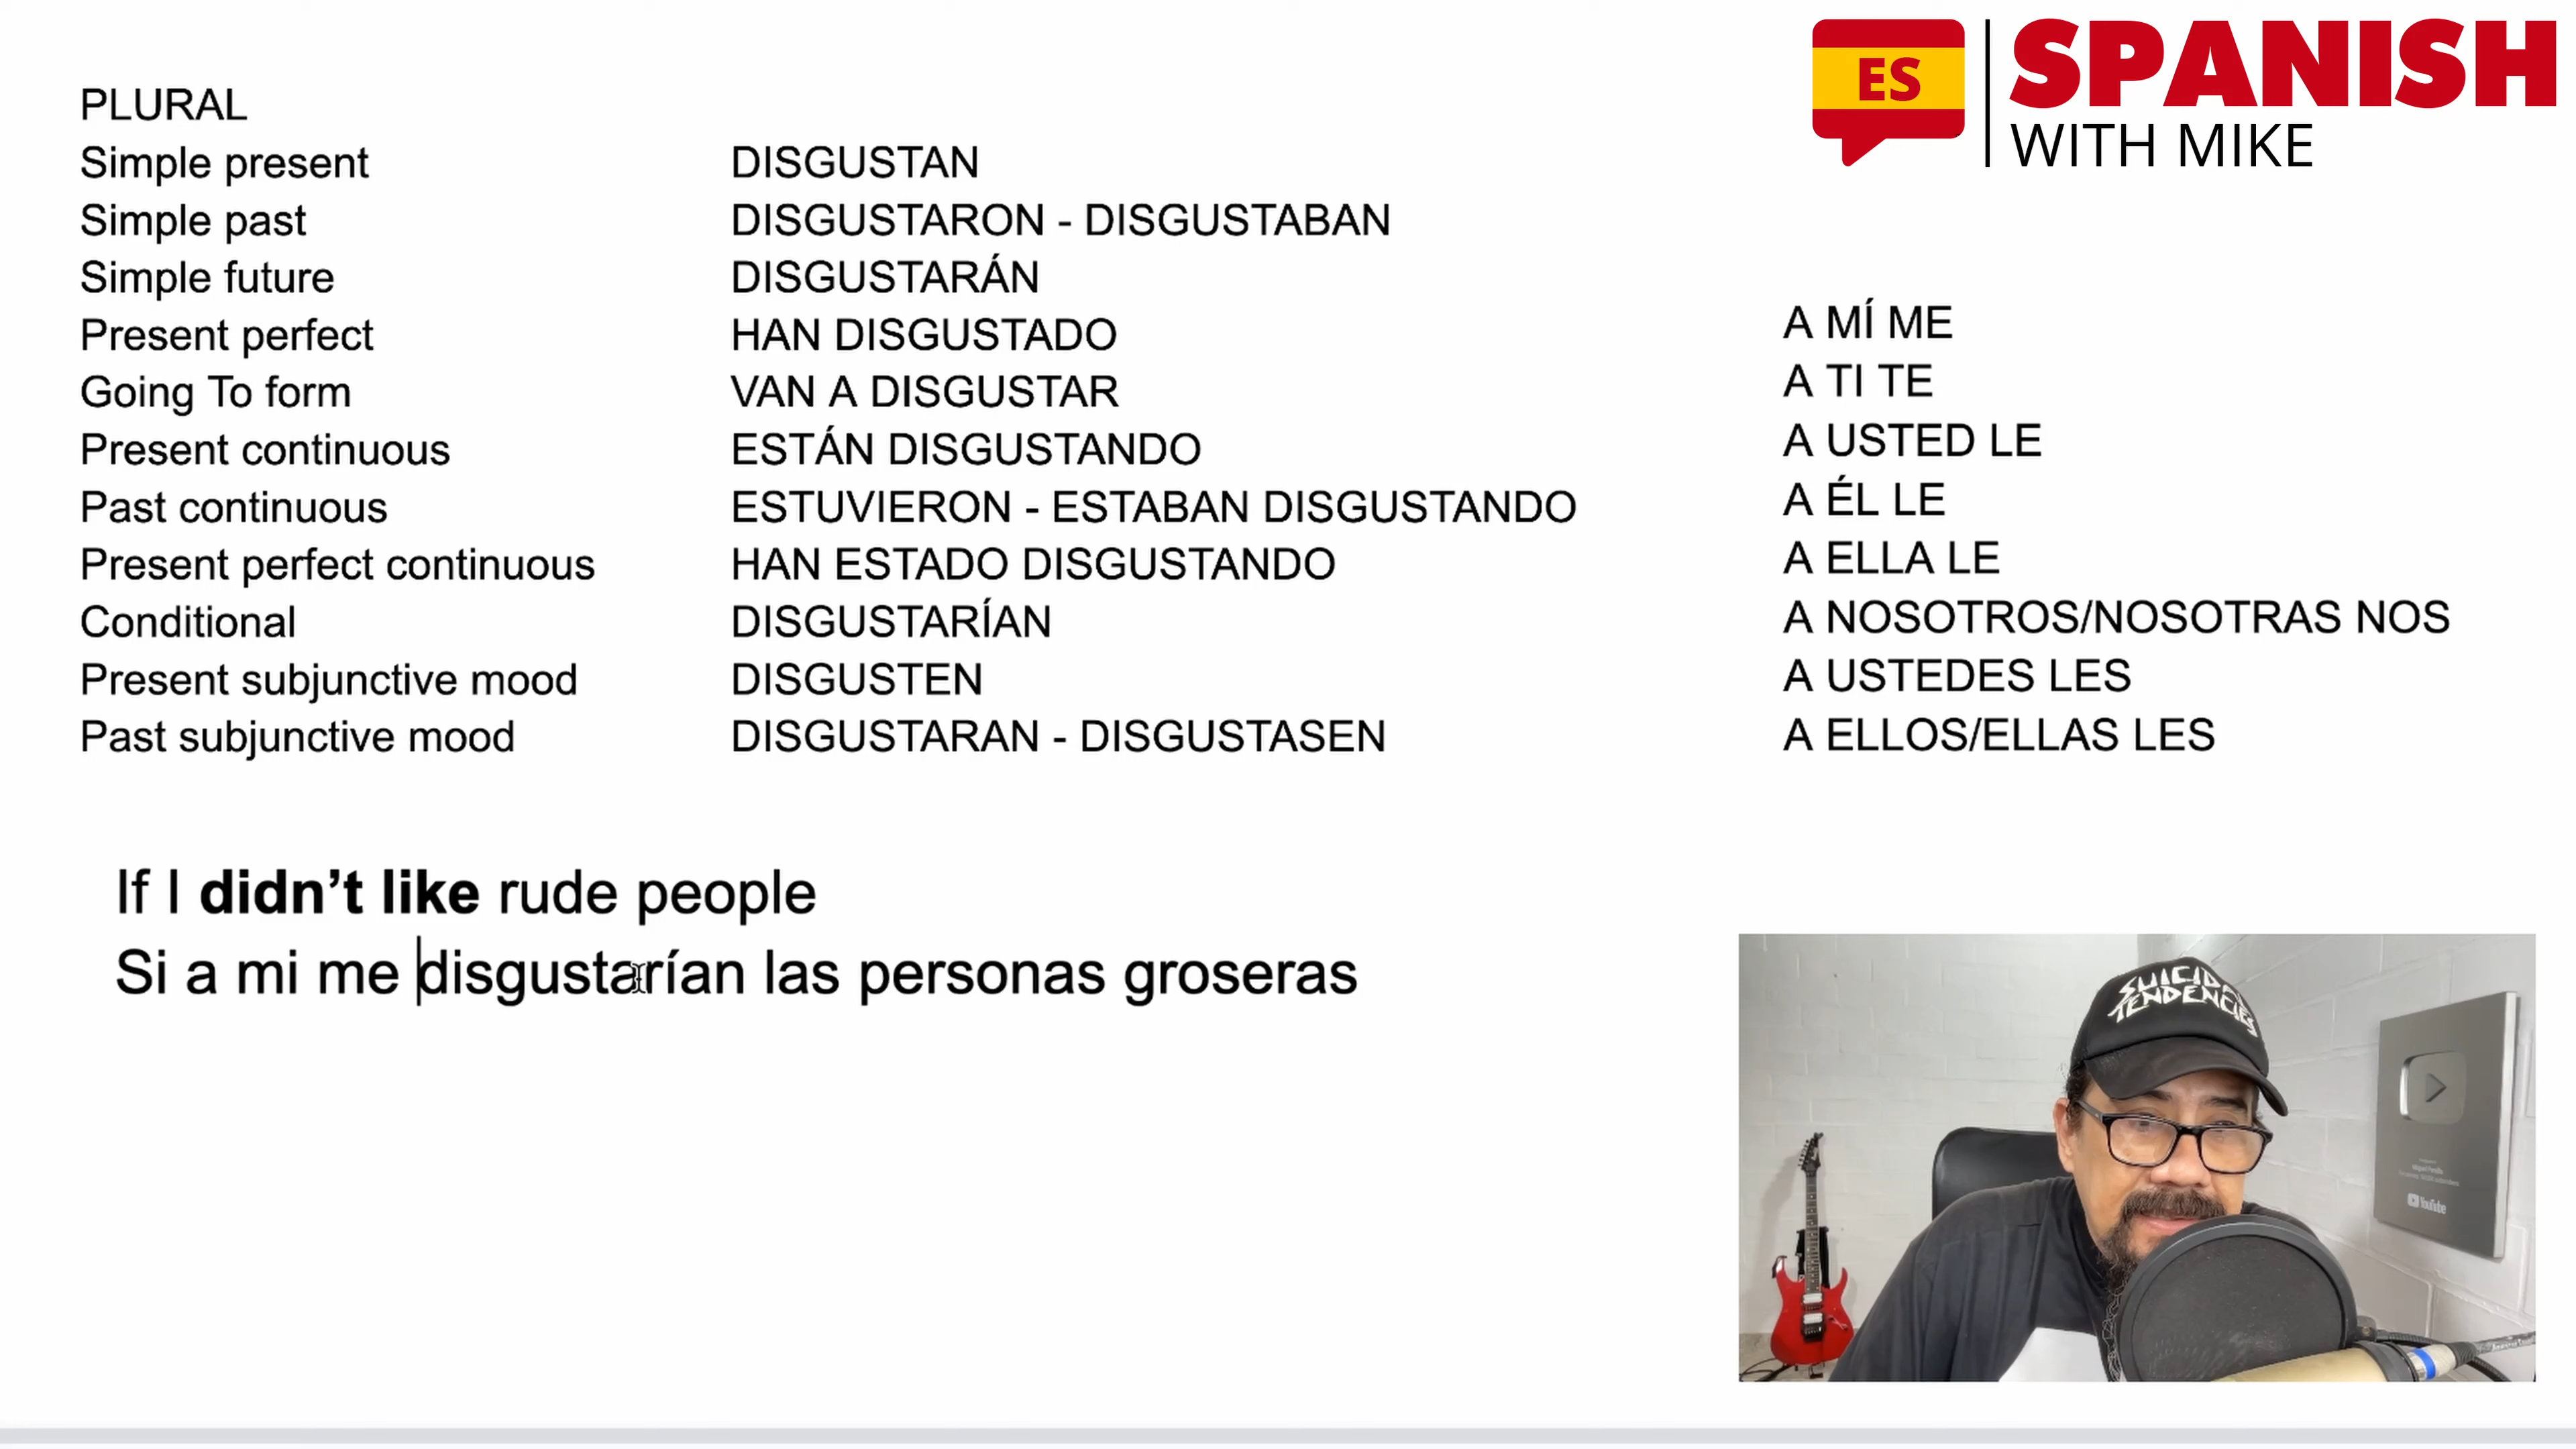 ES
SPANISH
WITH MIKE
PLURAL
Simple present DISGUSTAN
Simple past DISGUSTARON - DISGUSTABAN
Simple future DISGUSTARÁN
Present perfect HAN DISGUSTADO
Going To form VAN A DISGUSTAR
Present continuous ESTÁN DISGUSTANDO
Past continuous ESTUVIERON - ESTABAN DISGUSTANDO
Present perfect continuous HAN ESTADO DISGUSTANDO
Conditional DISGUSTARÍAN
Present subjunctive mood DISGUSTEN
Past subjunctive mood DISGUSTARAN - DISGUSTASEN
A MÍ ME
A TI TE
A USTED LE
A ÉL LE
A ELLA LE
A NOSOTROS/NOSOTRAS NOS
A USTEDES LES
A ELLOS/ELLAS LES
If I didn’t like rude people
Si a mi me disgustarían las personas groseras
SUICIDAL
TENDENCIES
YouTube